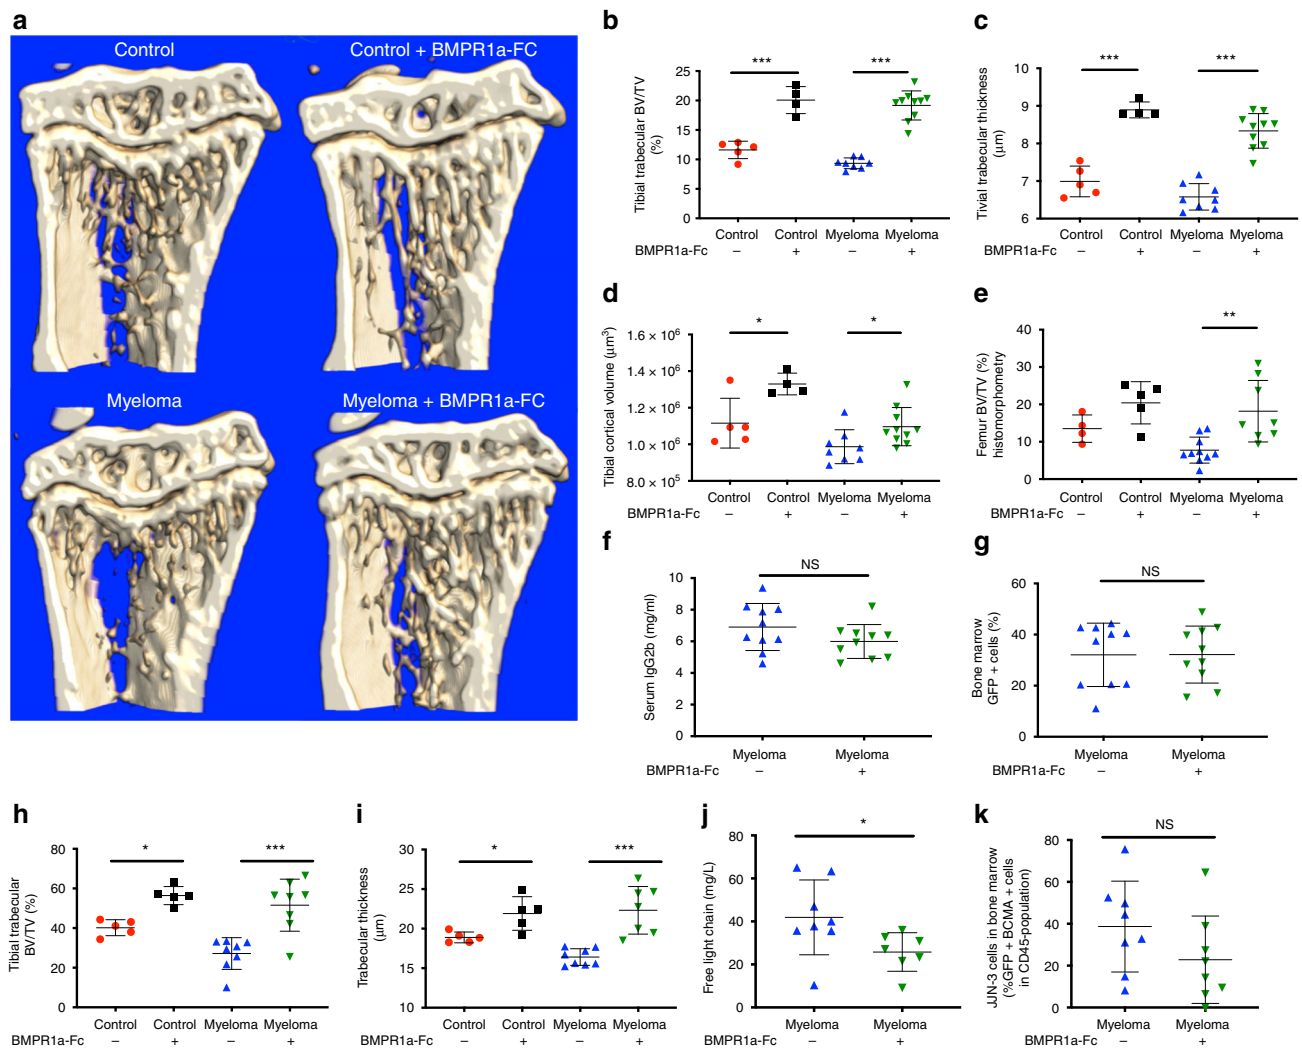 a
Control
Control + BMPR1a-FC
Myeloma
Myeloma + BMPR1a-FC
b
Tibial trabecular BV/TV
(%)
25
20
15
10
5
0
***
***
Control
Control
Myeloma
Myeloma
BMPR1a-Fc
–
+
–
+
c
Tivial trabecular thickness
(µm)
10
9
8
7
6
***
***
Control
Control
Myeloma
Myeloma
BMPR1a-Fc
–
+
–
+
d
Tibial cortical volume (µm³)
1.6 × 10⁶
1.4 × 10⁶
1.2 × 10⁶
1.0 × 10⁶
8.0 × 10⁵
*
*
Control
Control
Myeloma
Myeloma
BMPR1a-Fc
–
+
–
+
e
Femur BV/TV (%)
histomorphometry
40
30
20
10
0
**
Control
Control
Myeloma
Myeloma
BMPR1a-Fc
–
+
–
+
f
Serum IgG2b (mg/ml)
10
8
6
4
2
0
NS
Myeloma
Myeloma
BMPR1a-Fc
–
+
g
Bone marrow
GFP + cells (%)
60
40
20
0
NS
Myeloma
Myeloma
BMPR1a-Fc
–
+
h
Tibial trabecular
BV/TV (%)
80
60
40
20
0
*
***
Control
Control
Myeloma
Myeloma
BMPR1a-Fc
–
+
–
+
i
Trabecular thickness
(µm)
30
25
20
15
10
*
***
Control
Control
Myeloma
Myeloma
BMPR1a-Fc
–
+
–
+
j
Free light chain (mg/L)
80
60
40
20
0
*
Myeloma
Myeloma
BMPR1a-Fc
–
+
k
JJN-3 cells in bone marrow
(%GFP + BCMA + cells
in CD45-population)
80
60
40
20
0
NS
Myeloma
Myeloma
BMPR1a-Fc
–
+